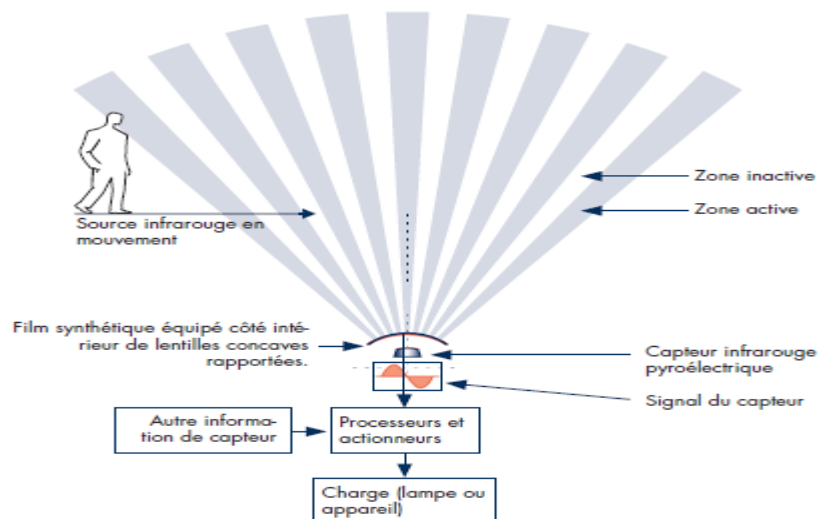 Zone inactive
Zone active
Source infrarouge en
mouvement
Film synthétique équipé côté inté-
rieur de lentilles concaves
rapportées.
Capteur infrarouge
pyroélectrique
Signal du capteur
Autre informa-
tion de capteur
Processeurs et
actionneurs
Charge (lampe ou
appareil)